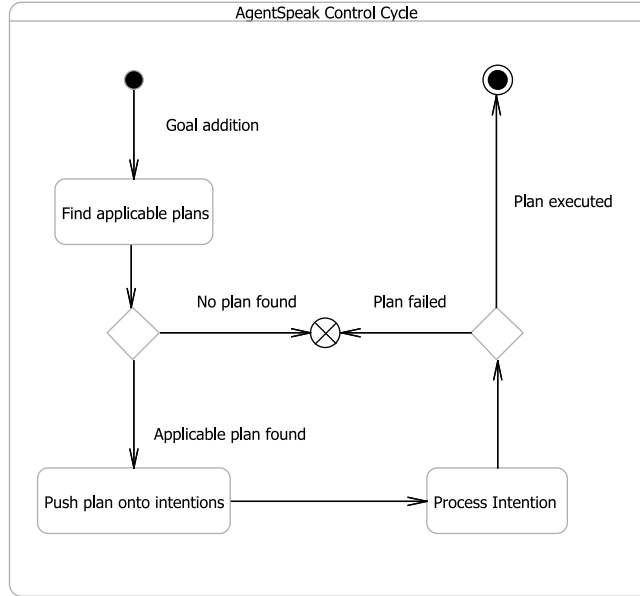 AgentSpeak Control Cycle
Goal addition
Find applicable plans
Plan executed
No plan found
Plan failed
Applicable plan found
Push plan onto intentions
Process Intention